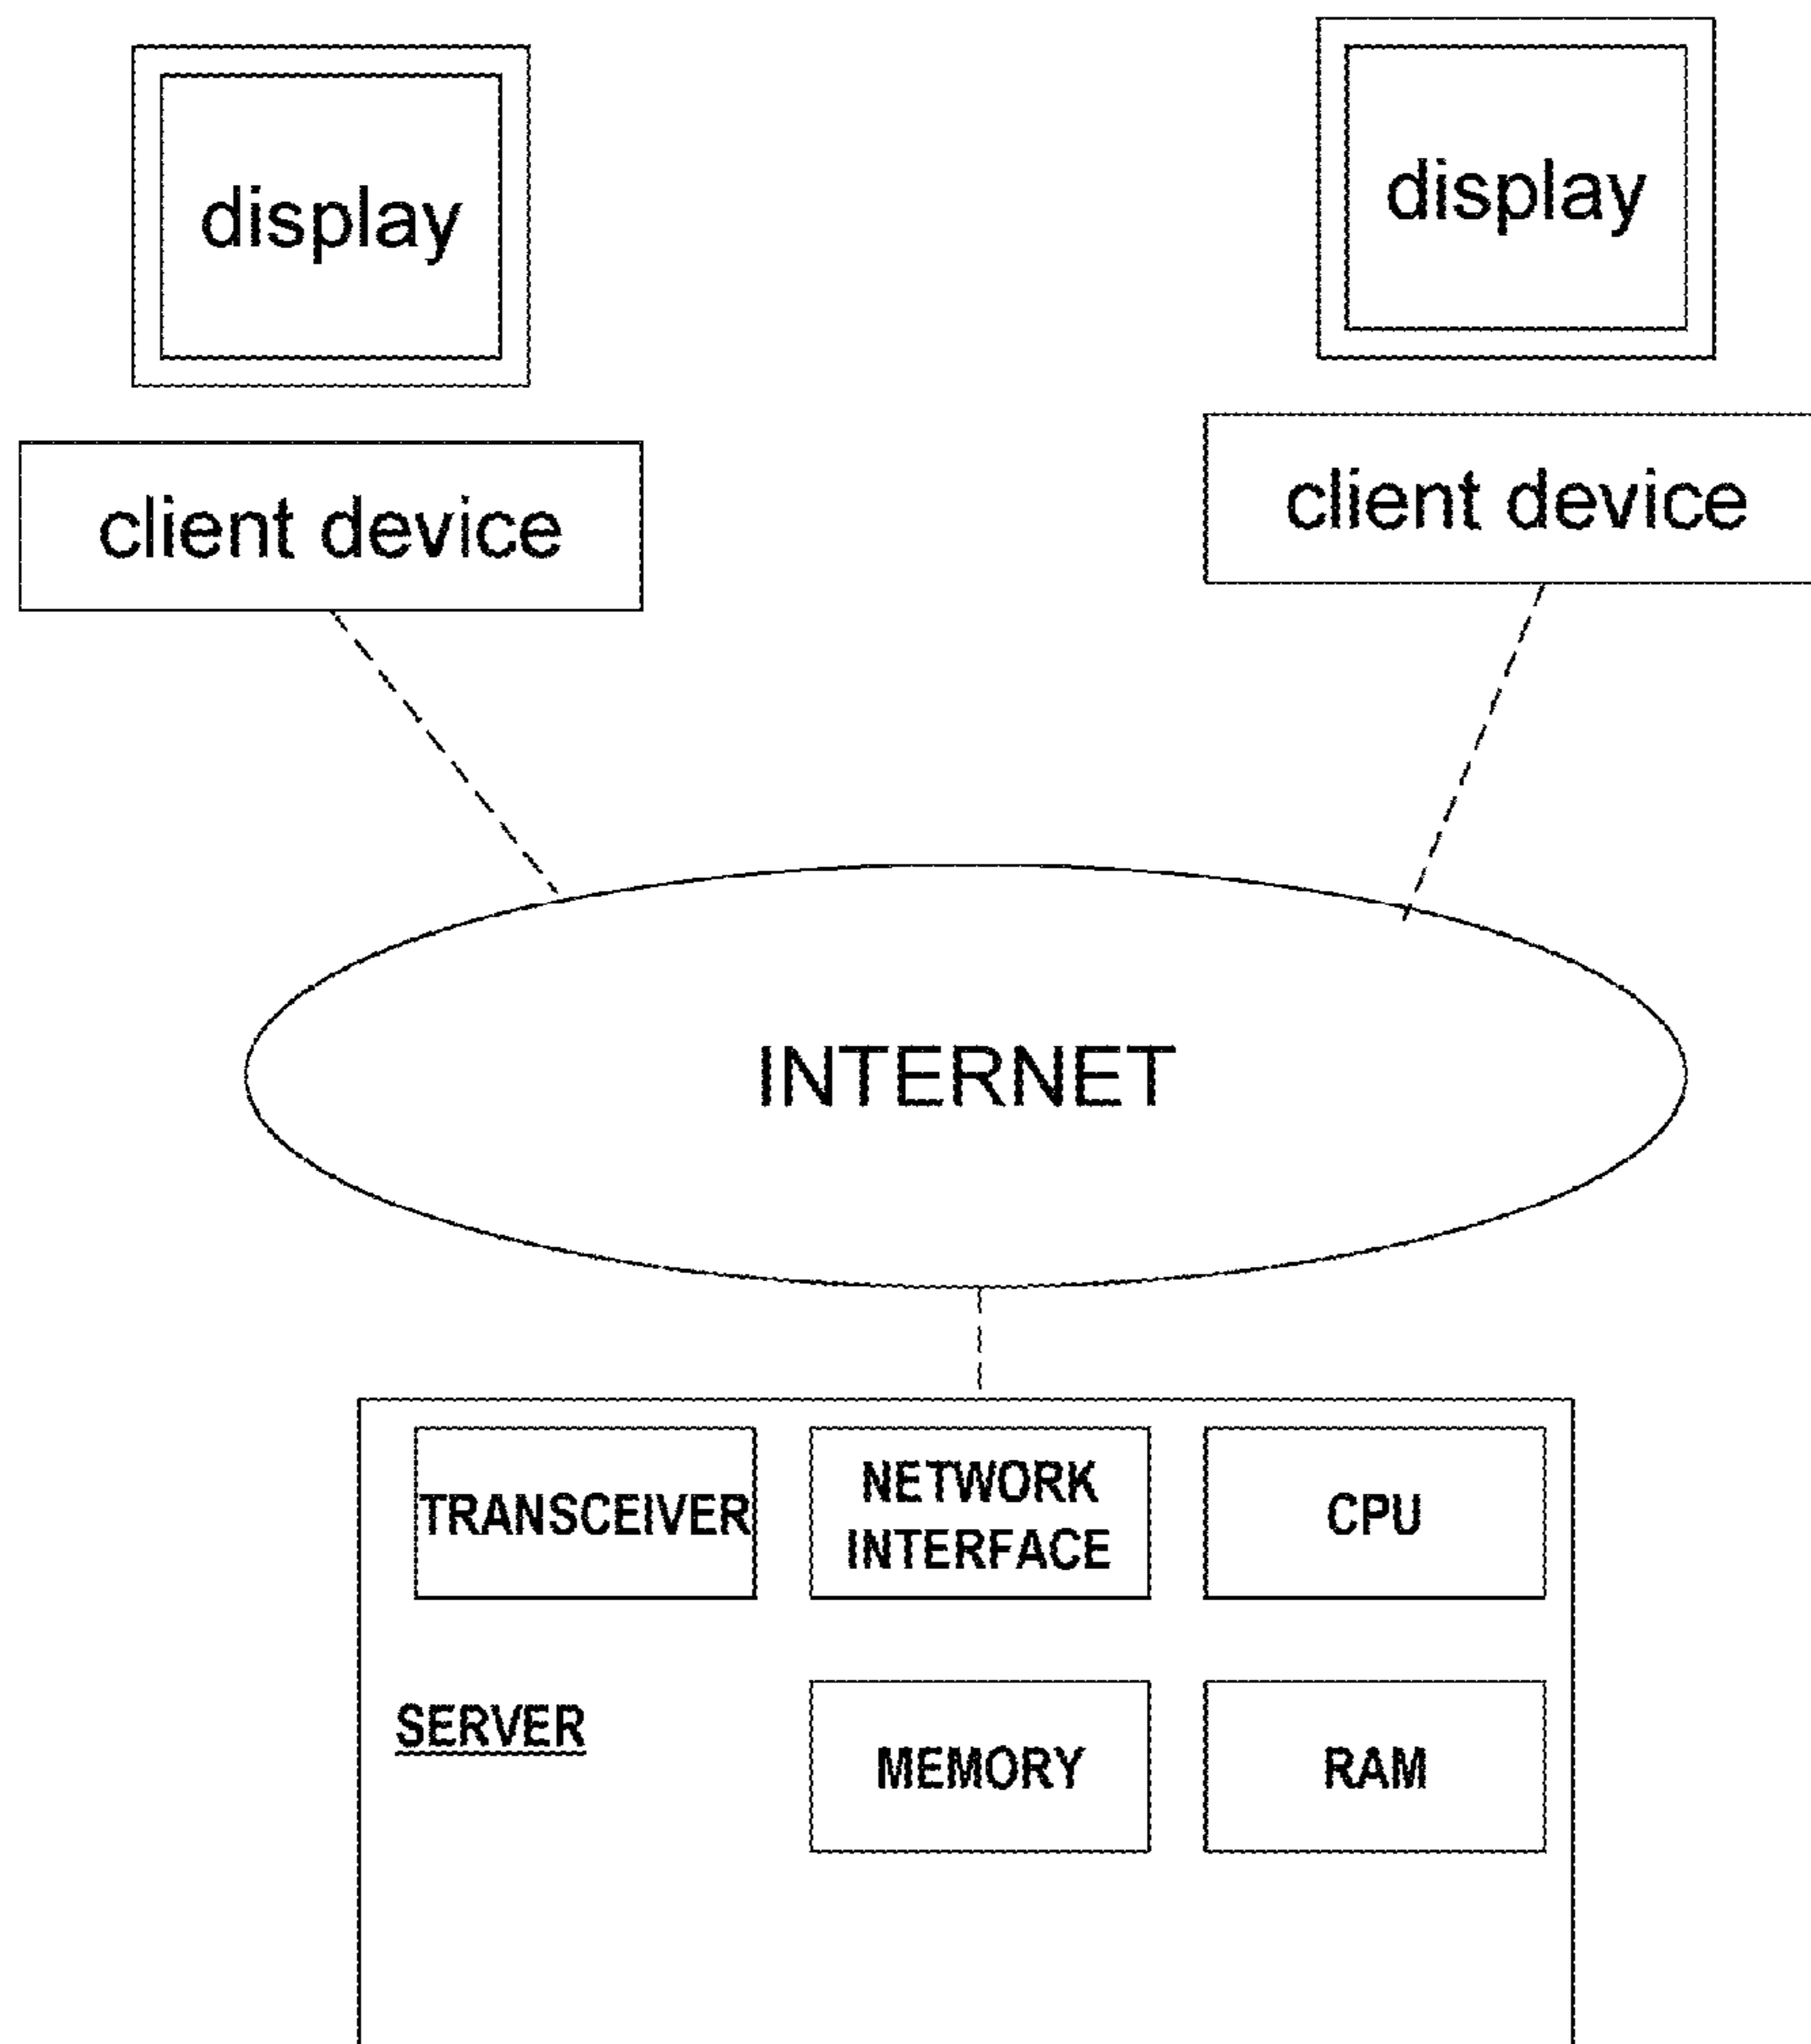 display
display
client device
client device
INTERNET
TRANSCEIVER
NETWORK
INTERFACE
CPU
SERVER
MEMORY
RAM